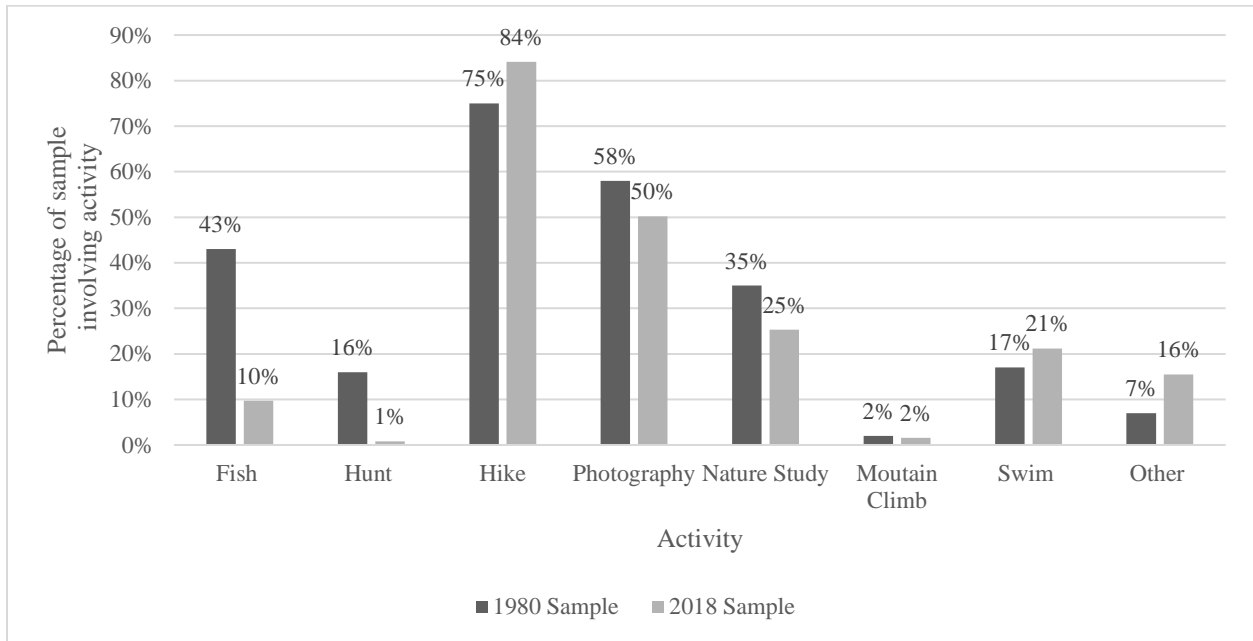 90%
80%
70%
60%
50%
40%
30%
20%
10%
0%
Percentage of sample
involving activity
43%
10%
16%
1%
75%
84%
58%
50%
35%
25%
2%
2%
17%
21%
7%
16%
Fish
Hunt
Hike
Photography
Nature Study
Moutain
Climb
Swim
Other
Activity
1980 Sample
2018 Sample